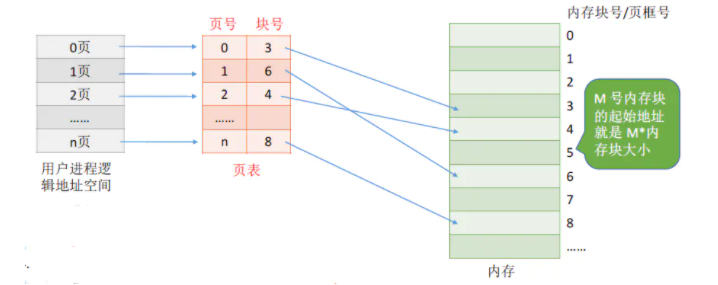 内存块号/页框号
页号 块号
0页
1页
2页
……
n页
0 3
1 6
2 4
……
n 8
0
1
2
3
4
5
6
7
8
……
M 号内存块
的起始地址
就是 M*内
存块大小
用户进程逻
辑地址空间
页表
内存